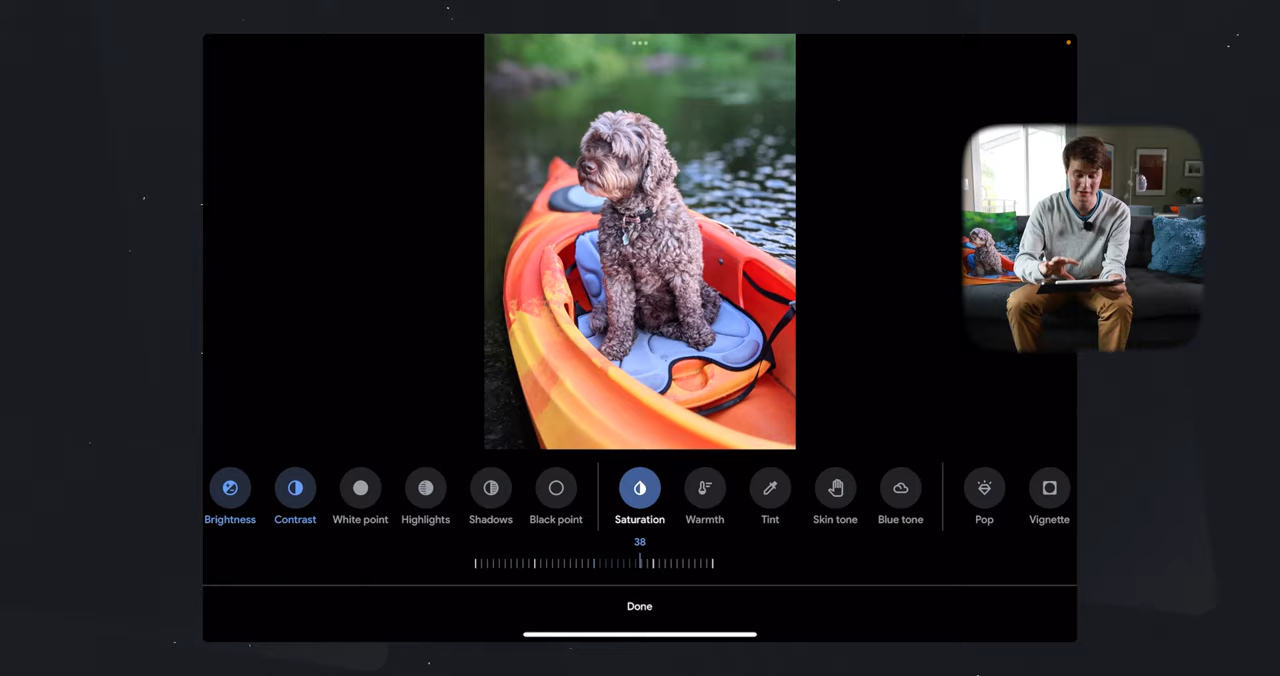 Brightness Contrast White point Highlights Shadows Black point Saturation Warmth Tint Skin tone Blue tone Pop Vignette
38
Done